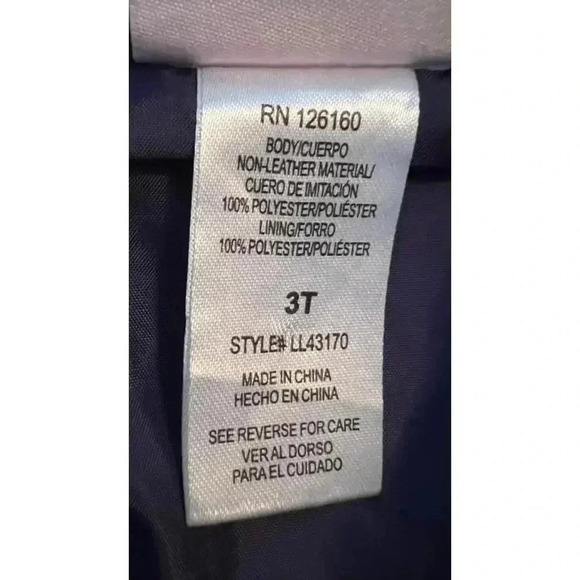 RN 126160
BODY/CUERPO
NON-LEATHER MATERIAL/
CUERO DE IMITACIÓN
100% POLYESTER/POLIÉSTER
LINING/FORRO
100% POLYESTER/POLIÉSTER
3T
STYLE# LL43170
MADE IN CHINA
HECHO EN CHINA
SEE REVERSE FOR CARE
VER AL DORSO
PARA EL CUIDADO